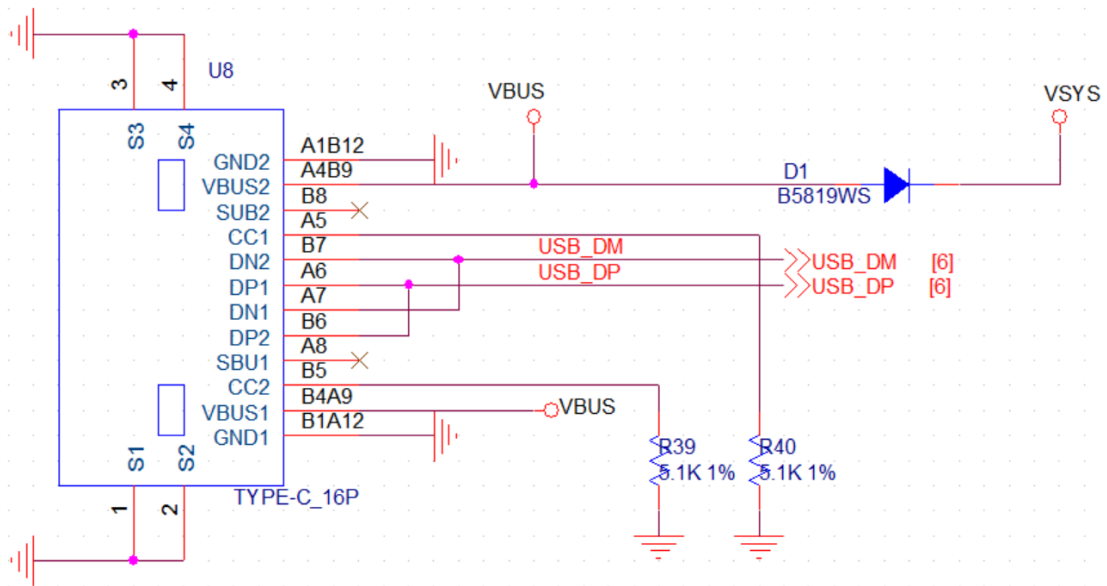 3
4
U8
VBUS
VSYS
S3
S4
D1
B5819WS
GND2 A1B12
VBUS2 A4B9
SUB2 B8
CC1 A5
DN2 B7
DP1 A6
DN1 A7
DP2 B6
SBU1 A8
CC2 B5
VBUS1 B4A9
GND1 B1A12
USB_DM
USB_DP
USB_DM [6]
USB_DP [6]
VBUS
R39
5.1K 1%
R40
5.1K 1%
S1
S2
TYPE-C_16P
1
2